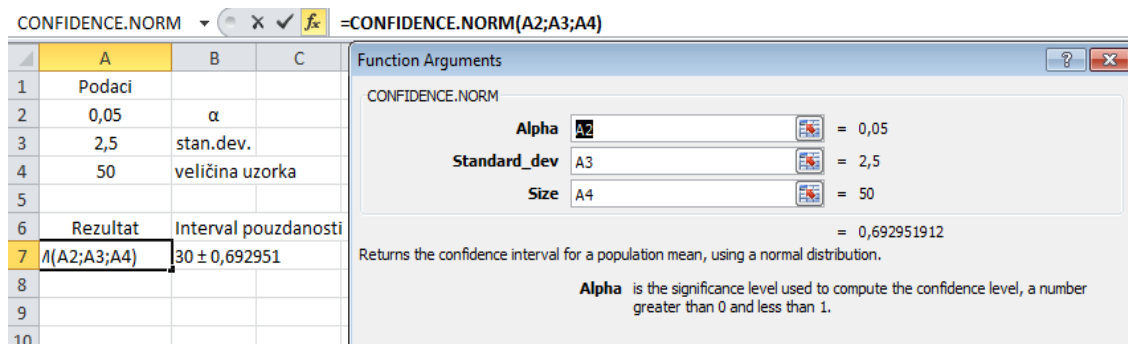 CONFIDENCE.NORM fx =CONFIDENCE.NORM(A2;A3;A4)
A B C
1 Podaci
2 0,05 α
3 2,5 stan.dev.
4 50 veličina uzorka
5
6 Rezultat Interval pouzdanosti
7 (A2;A3;A4) 30 ± 0,692951
8
9
10
Function Arguments
CONFIDENCE.NORM
Alpha A2 = 0,05
Standard_dev A3 = 2,5
Size A4 = 50
= 0,692951912
Returns the confidence interval for a population mean, using a normal distribution.
Alpha is the significance level used to compute the confidence level, a number
greater than 0 and less than 1.